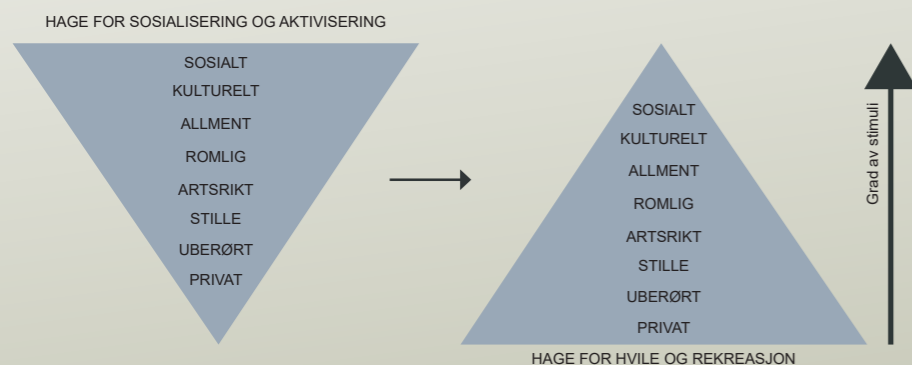 HAGE FOR SOSIALISERING OG AKTIVISERING
SOSIALT
KULTURELT
ALLMENT
ROMLIG
ARTSRIKT
STILLE
UBERØRT
PRIVAT
SOSIALT
KULTURELT
ALLMENT
ROMLIG
ARTSRIKT
STILLE
UBERØRT
PRIVAT
HAGE FOR HVILE OG REKREASJON
Grad av stimuli